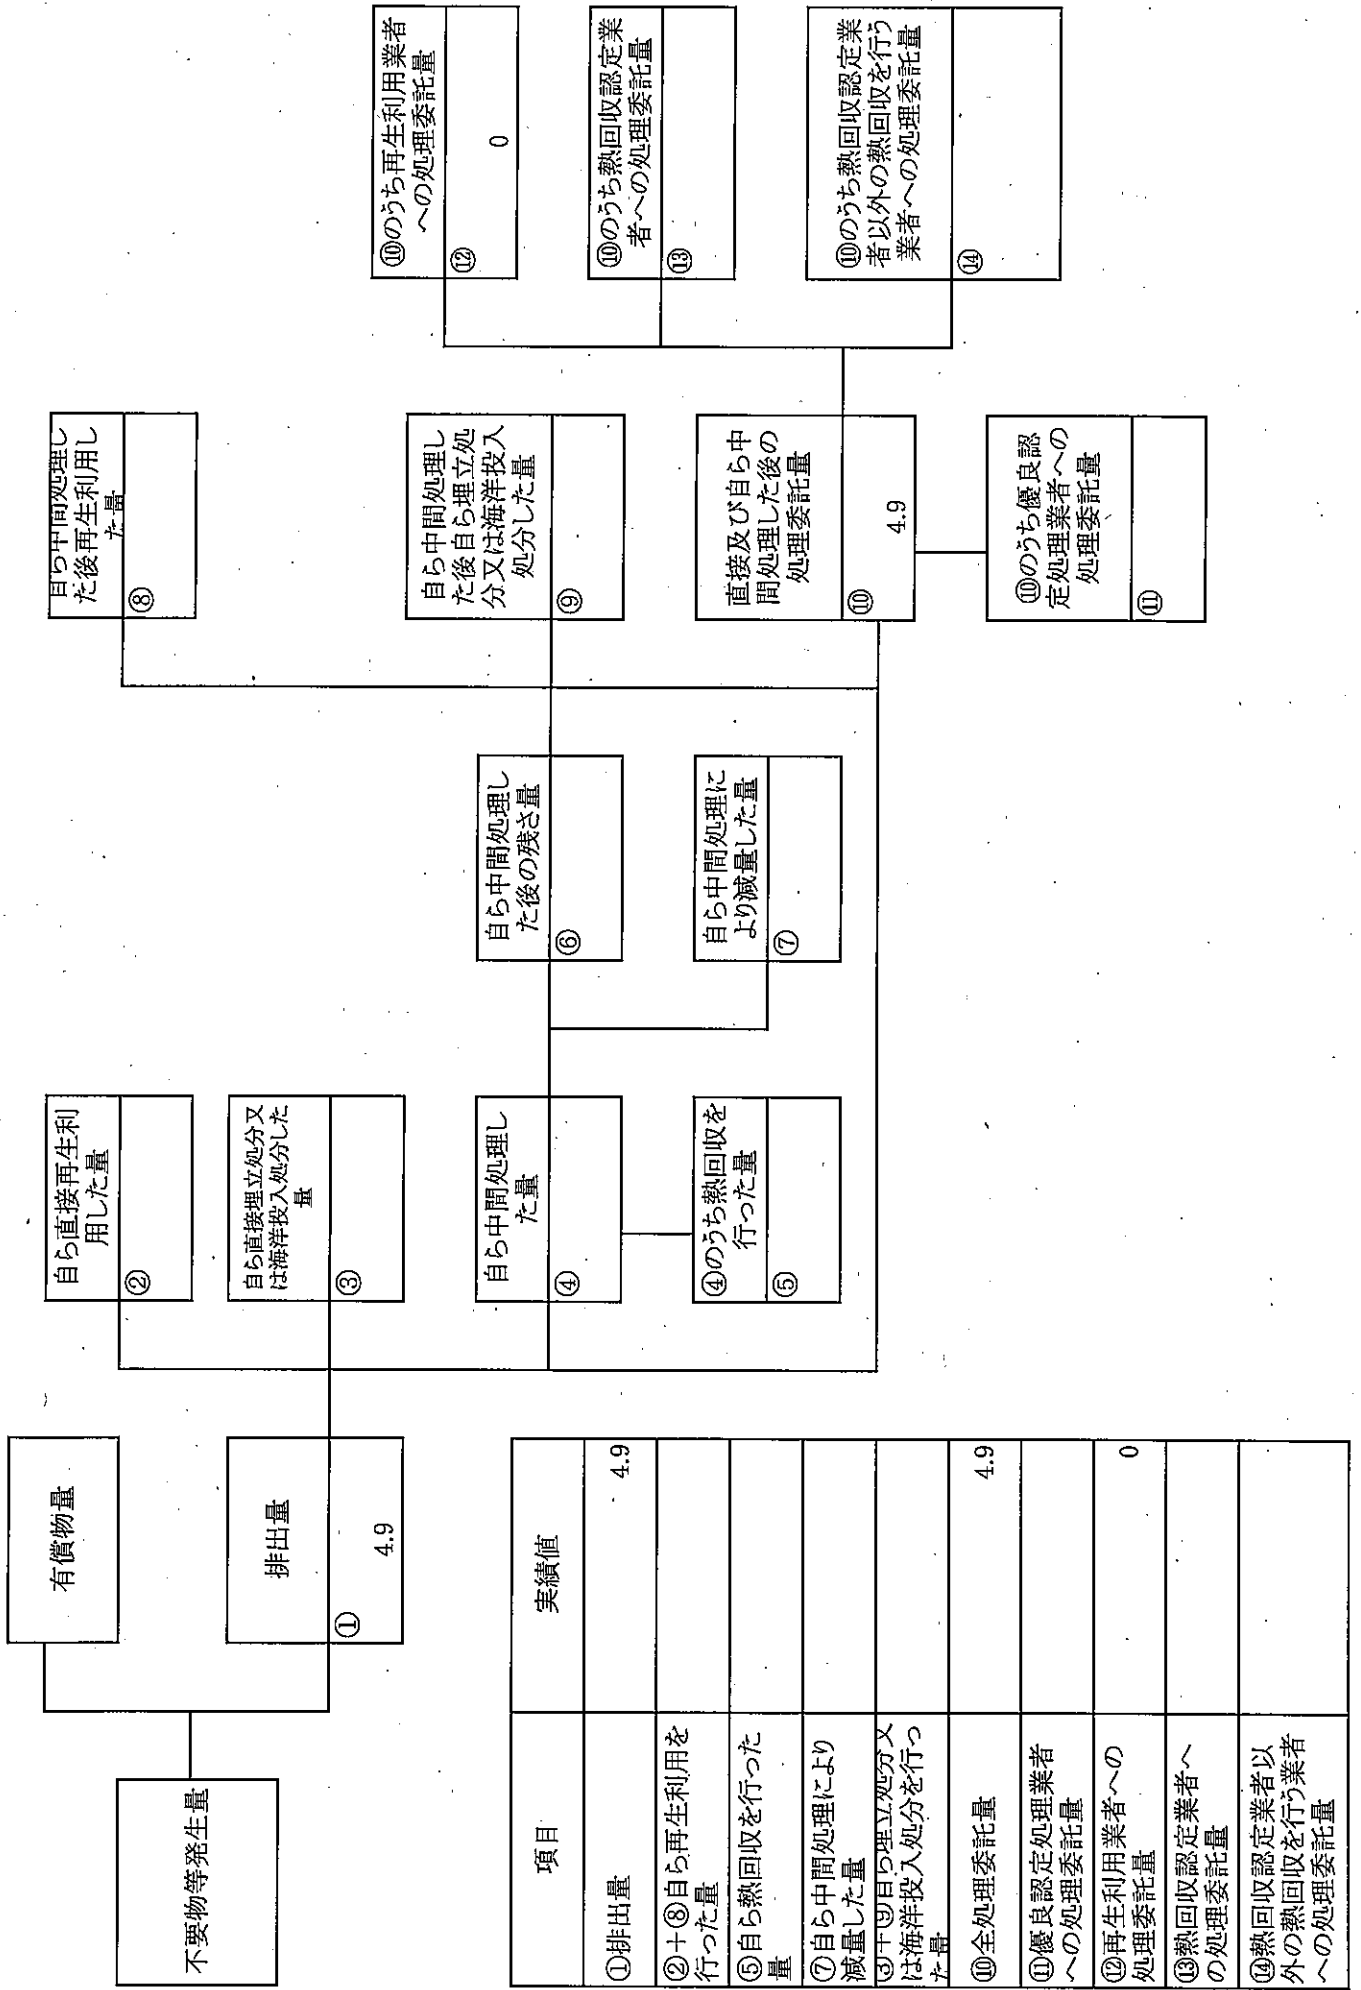 不要物等発生量
有償物量
排出量
①
4.9
自ら直接再生利
用した量
②
自ら直接埋立処分又
は海洋投入処分した
量
③
自ら中間処理し
た量
④
④のうち熱回収を
行った量
⑤
自ら中間処理し
た後の残さ量
⑥
自ら中間処理に
より減量した量
⑦
自ら中間処理し
た後再生利用し
た量
⑧
自ら中間処理し
た後自ら埋立処
分又は海洋投入
処分した量
⑨
直接及び自ら中
間処理した後の
処理委託量
⑩
4.9
⑩のうち優良認
定処理業者への
処理委託量
⑪
⑩のうち再生利用業者
への処理委託量
⑫
0
⑩のうち熱回収認定業
者への処理委託量
⑬
⑩のうち熱回収認定業
者以外の熱回収を行う
業者への処理委託量
⑭
項目
実績値
①排出量
4.9
②+⑧自ら再生利用を
行った量
⑤自ら熱回収を行った
量
⑦自ら中間処理により
減量した量
③+⑨自ら埋立処分又
は海洋投入処分を行っ
た量
⑩全処理委託量
4.9
⑪優良認定処理業者
への処理委託量
⑫再生利用業者への
処理委託量
0
⑬熱回収認定業者へ
の処理委託量
⑭熱回収認定業者以
外の熱回収を行う業者
への処理委託量